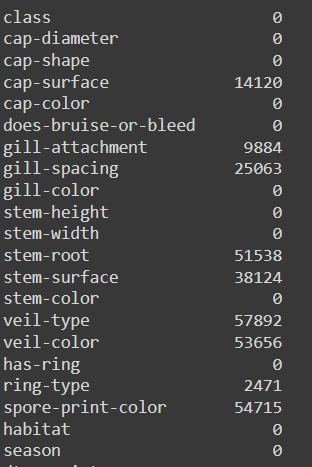 class 0
cap-diameter 0
cap-shape 0
cap-surface 14120
cap-color 0
does-bruise-or-bleed 0
gill-attachment 9884
gill-spacing 25063
gill-color 0
stem-height 0
stem-width 0
stem-root 51538
stem-surface 38124
stem-color 0
veil-type 57892
veil-color 53656
has-ring 0
ring-type 2471
spore-print-color 54715
habitat 0
season 0